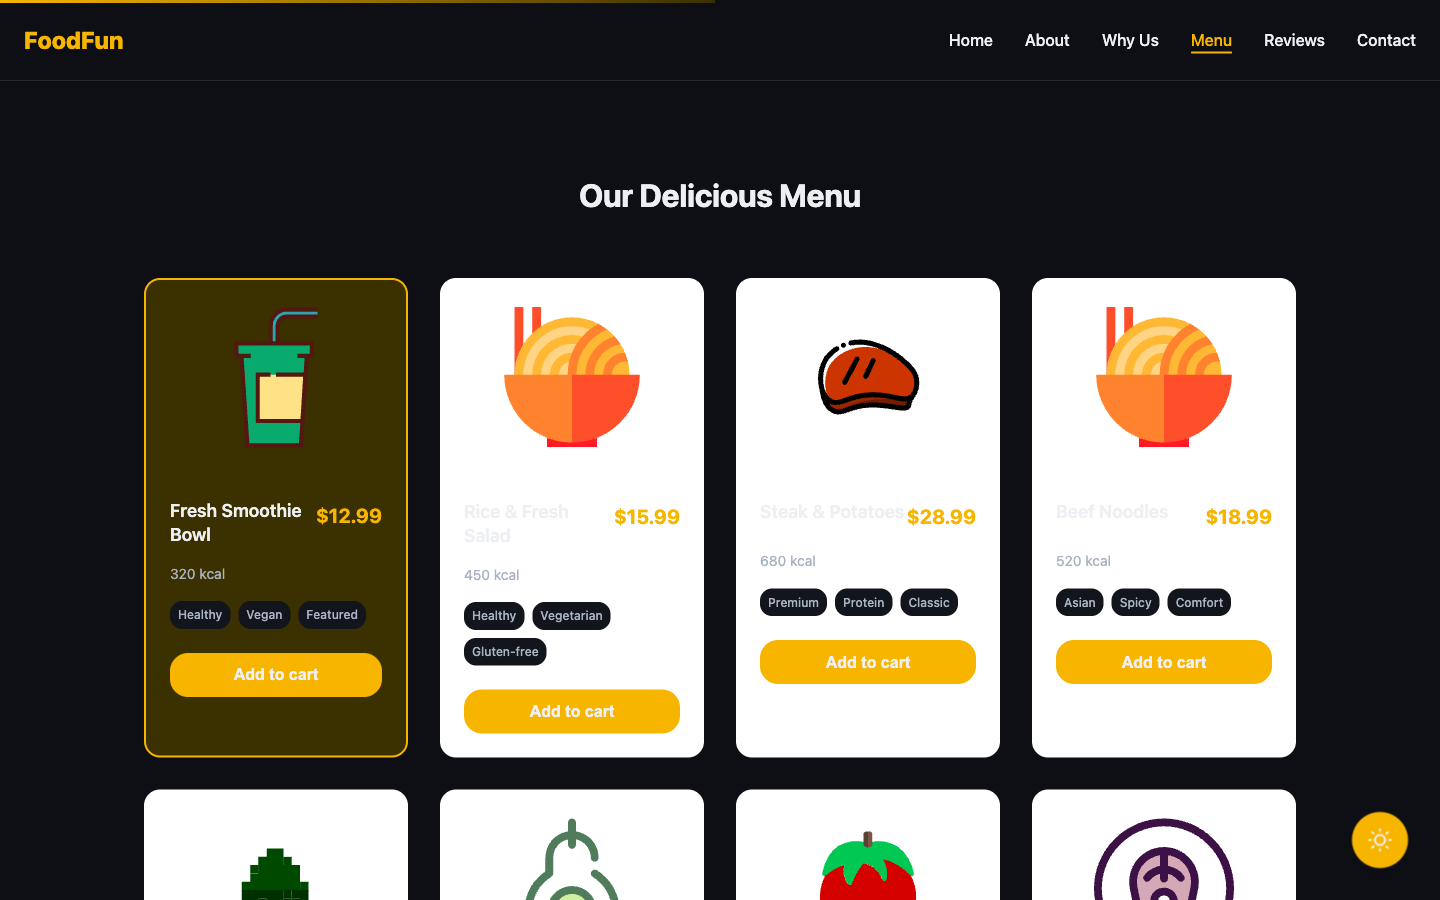 FoodFun
Home About Why Us Menu Reviews Contact
Our Delicious Menu
Fresh Smoothie
Bowl
$12.99
320 kcal
Healthy Vegan Featured
Add to cart
Rice & Fresh
Salad
$15.99
450 kcal
Healthy Vegetarian
Gluten-free
Add to cart
Steak & Potatoes $28.99
680 kcal
Premium Protein Classic
Add to cart
Beef Noodles $18.99
520 kcal
Asian Spicy Comfort
Add to cart